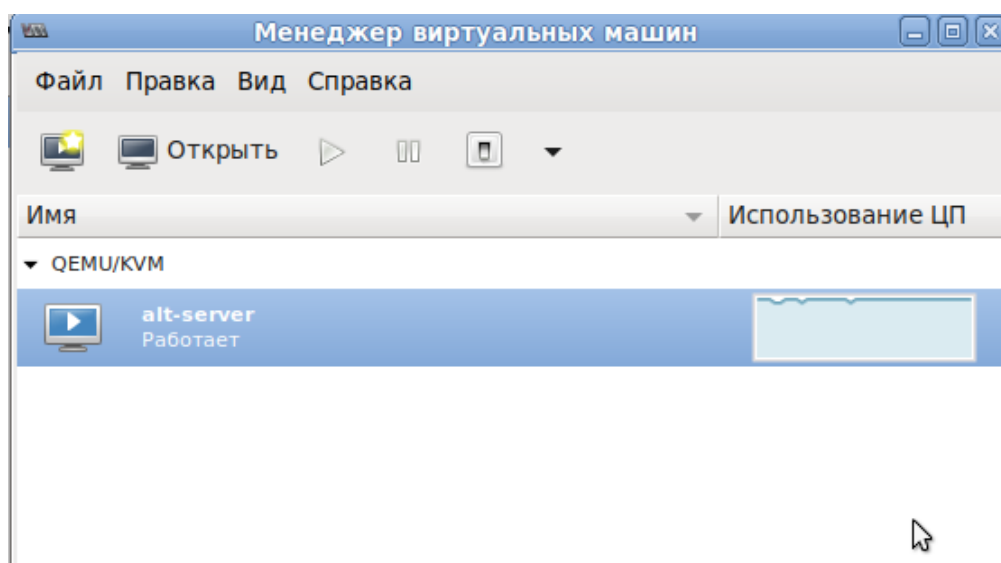 Менеджер виртуальных машин
Файл Правка Вид Справка
Открыть
Имя Использование ЦП
QEMU/KVM
alt-server
Работает